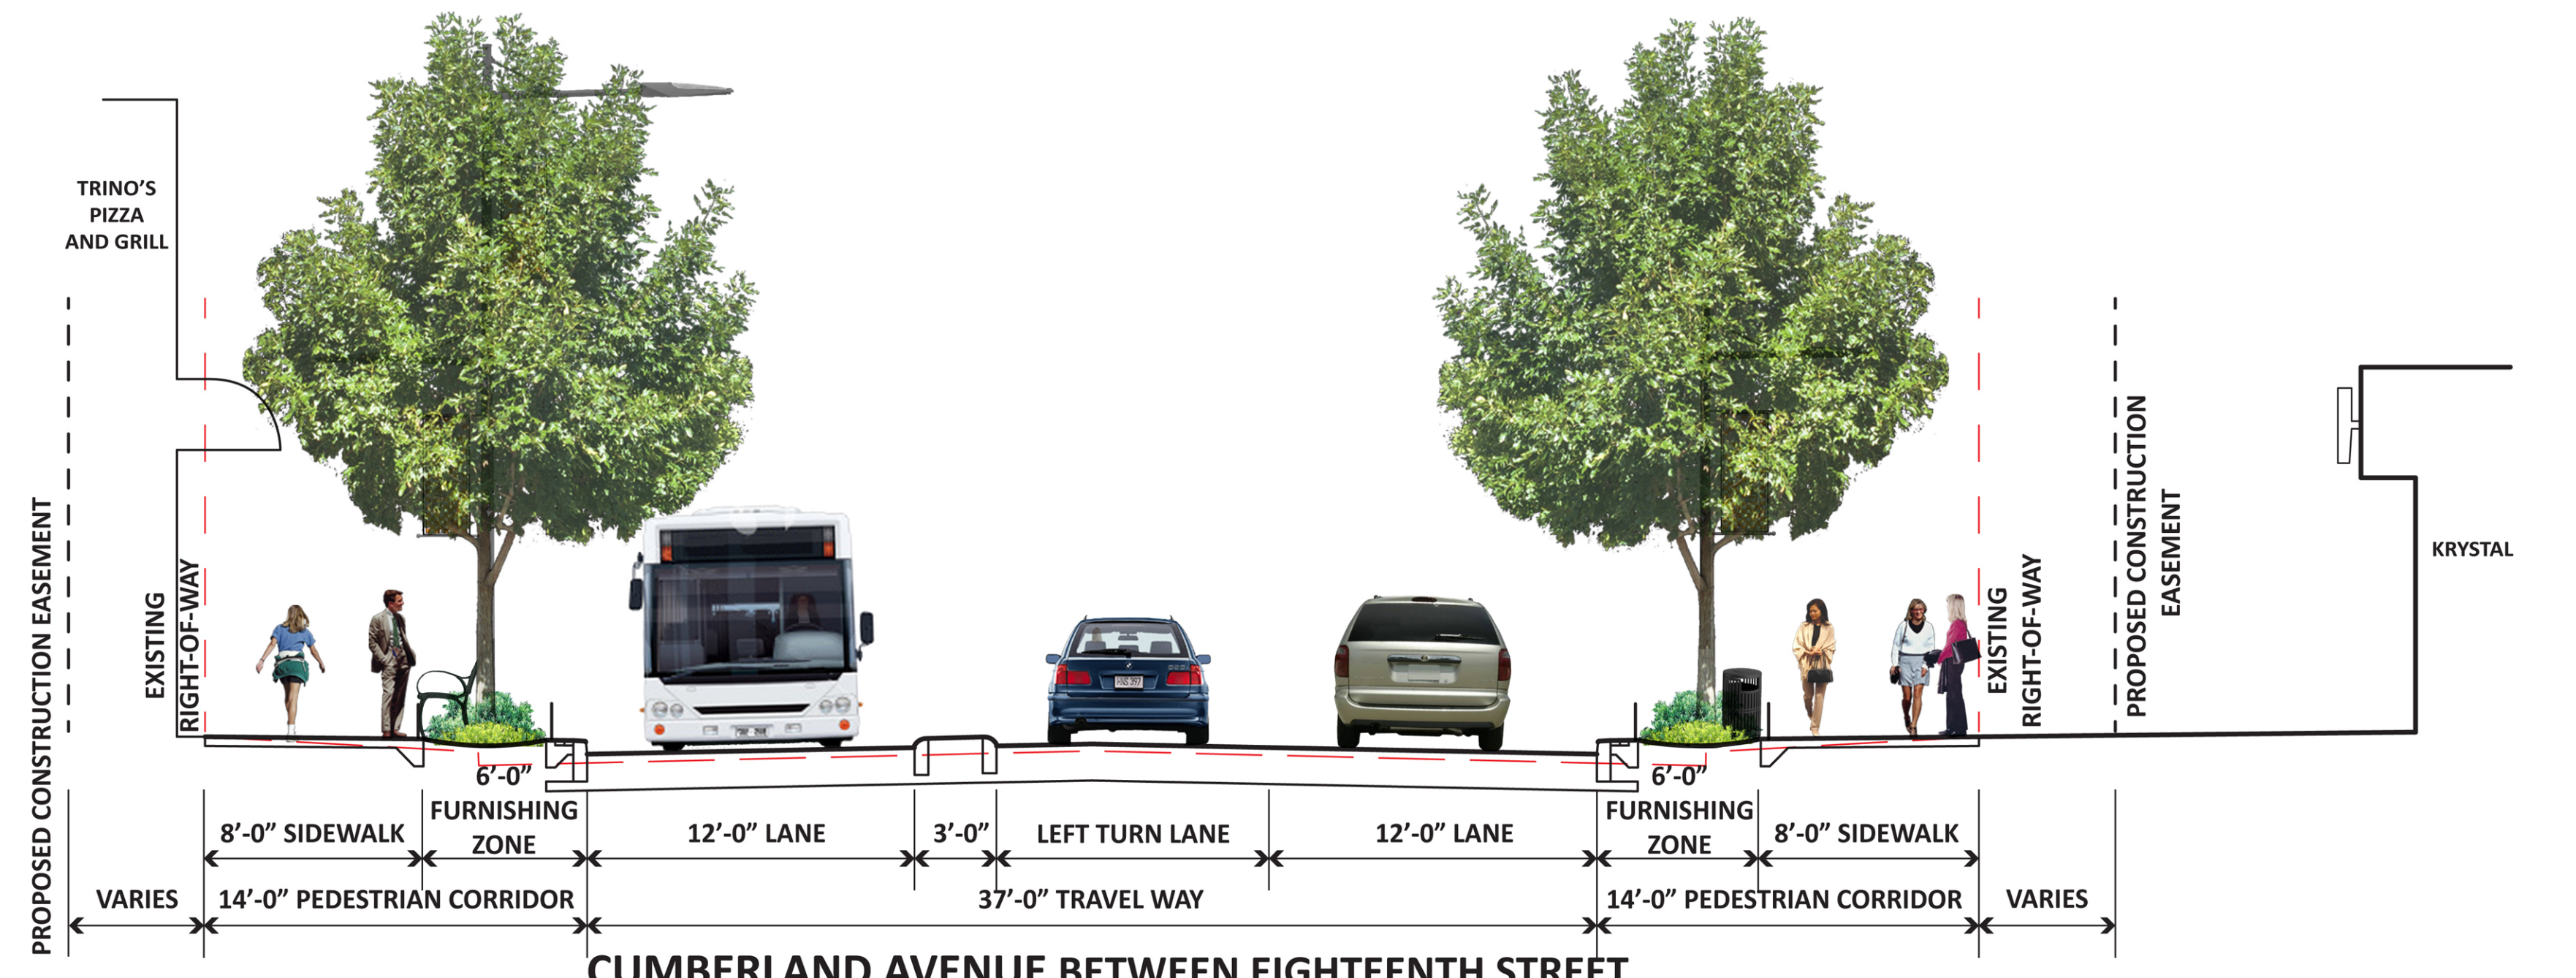 TRINO'S
PIZZA
AND GRILL
PROPOSED CONSTRUCTION EASEMENT
EXISTING
RIGHT-OF-WAY
EXISTING
RIGHT-OF-WAY
PROPOSED CONSTRUCTION
EASEMENT
KRYSTAL
8'-0" SIDEWALK
6'-0"
FURNISHING
ZONE
12'-0" LANE
3'-0"
LEFT TURN LANE
12'-0" LANE
6'-0"
FURNISHING
ZONE
8'-0" SIDEWALK
VARIES
14'-0" PEDESTRIAN CORRIDOR
37'-0" TRAVEL WAY
14'-0" PEDESTRIAN CORRIDOR
VARIES
CUMBERLAND AVENUE BETWEEN EIGHTEENTH STREET